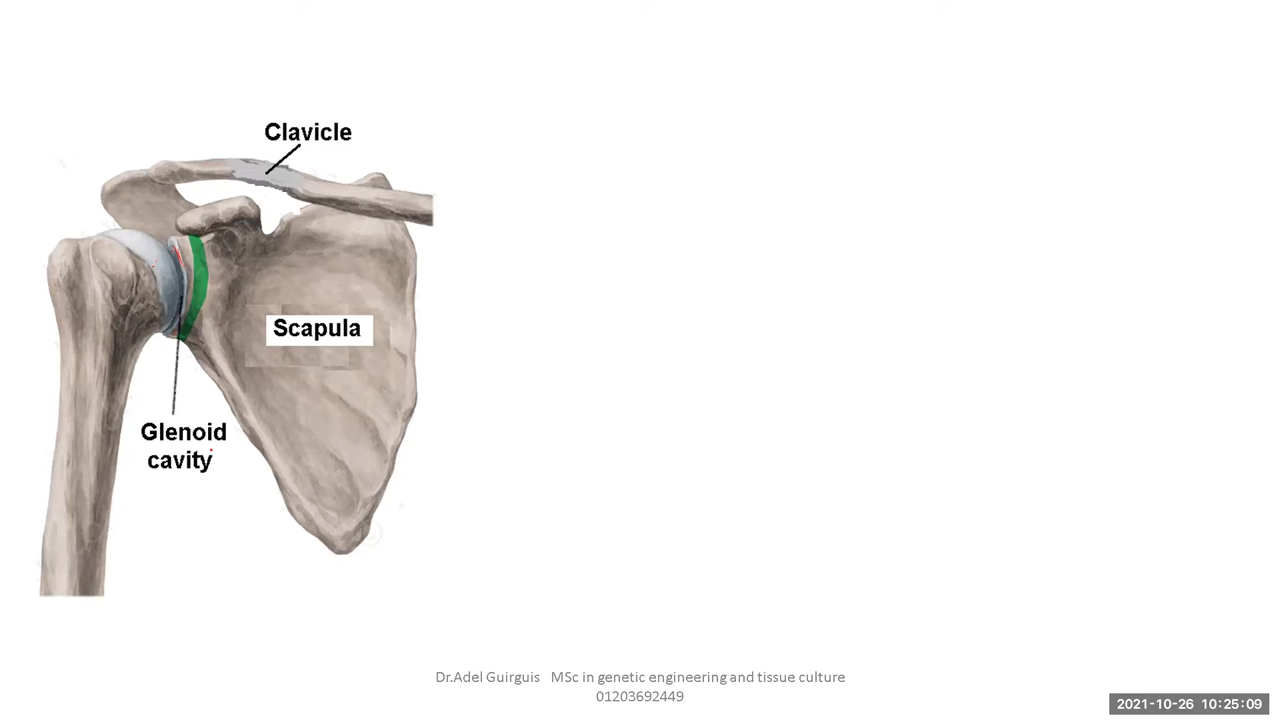 Clavicle
Scapula
Glenoid
cavity
Dr.Adel Guirguis MSc in genetic engineering and tissue culture
01203692449
2021-10-26 10:25:09